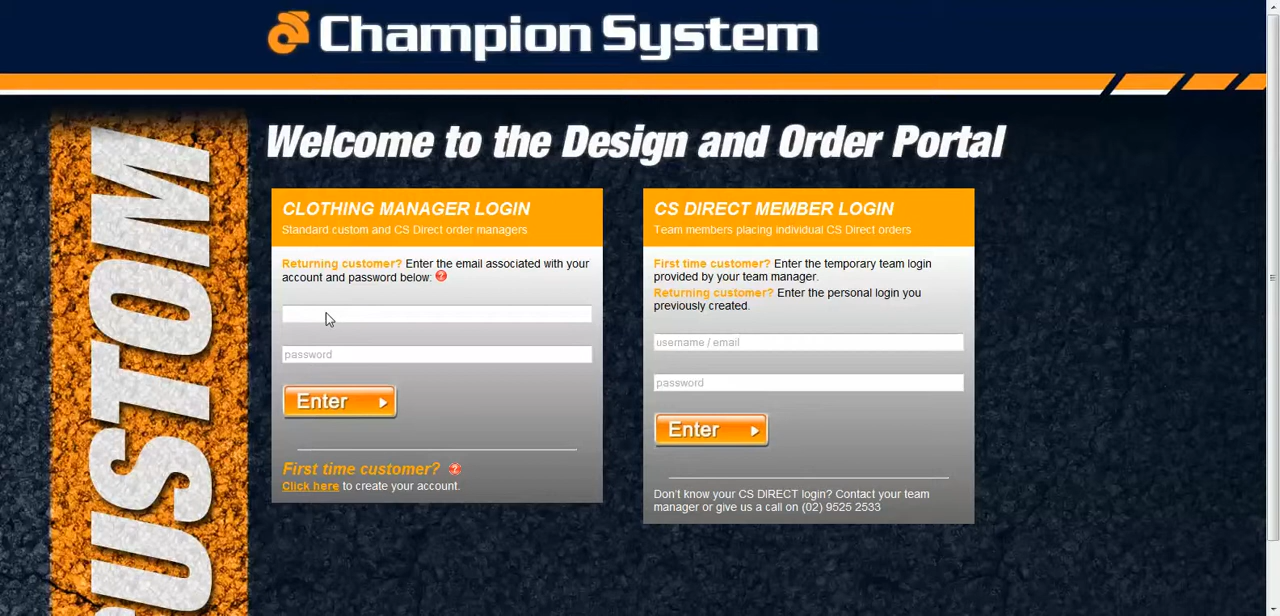 Champion System
Welcome to the Design and Order Portal
CLOTHING MANAGER LOGIN
Standard custom and CS Direct order managers
Returning customer? Enter the email associated with your
account and password below: ?
password
Enter
First time customer? ?
Click here to create your account.
CS DIRECT MEMBER LOGIN
Team members placing individual CS Direct orders
First time customer? Enter the temporary team login
provided by your team manager.
Returning customer? Enter the personal login you
previously created.
username / email
password
Enter
Don't know your CS DIRECT login? Contact your team
manager or give us a call on (02) 9525 2533
USTOM